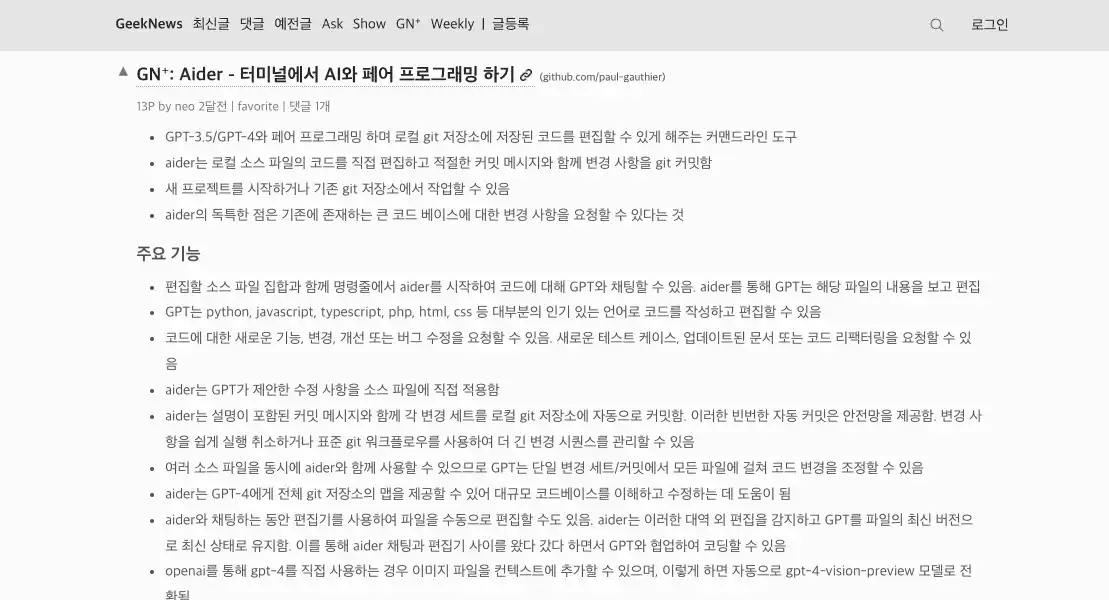 GeekNews 최신글 댓글 예전글 Ask Show GN⁺ Weekly | 글등록 로그인
▲ GN⁺: Aider - 터미널에서 AI와 페어 프로그래밍 하기 (github.com/paul-gauthier)
13P by neo 2달전 | favorite | 댓글 1개
• GPT-3.5/GPT-4와 페어 프로그래밍 하며 로컬 git 저장소에 저장된 코드를 편집할 수 있게 해주는 커맨드라인 도구
• aider는 로컬 소스 파일의 코드를 직접 편집하고 적절한 커밋 메시지와 함께 변경 사항을 git 커밋함
• 새 프로젝트를 시작하거나 기존 git 저장소에서 작업할 수 있음
• aider의 독특한 점은 기존에 존재하는 큰 코드 베이스에 대한 변경 사항을 요청할 수 있다는 것
주요 기능
• 편집할 소스 파일 집합과 함께 명령줄에서 aider를 시작하여 코드에 대해 GPT와 채팅할 수 있음. aider를 통해 GPT는 해당 파일의 내용을 보고 편집
• GPT는 python, javascript, typescript, php, html, css 등 대부분의 인기 있는 언어로 코드를 작성하고 편집할 수 있음
• 코드에 대한 새로운 기능, 변경, 개선 또는 버그 수정을 요청할 수 있음. 새로운 테스트 케이스, 업데이트된 문서 또는 코드 리팩터링을 요청할 수 있
음
• aider는 GPT가 제안한 수정 사항을 소스 파일에 직접 적용함
• aider는 설명이 포함된 커밋 메시지와 함께 각 변경 세트를 로컬 git 저장소에 자동으로 커밋함. 이러한 빈번한 자동 커밋은 안전망을 제공함. 변경 사
항을 쉽게 실행 취소하거나 표준 git 워크플로우를 사용하여 더 긴 변경 시퀀스를 관리할 수 있음
• 여러 소스 파일을 동시에 aider와 함께 사용할 수 있으므로 GPT는 단일 변경 세트/커밋에서 모든 파일에 걸쳐 코드 변경을 조정할 수 있음
• aider는 GPT-4에게 전체 git 저장소의 맵을 제공할 수 있어 대규모 코드베이스를 이해하고 수정하는 데 도움이 됨
• aider와 채팅하는 동안 편집기를 사용하여 파일을 수동으로 편집할 수도 있음. aider는 이러한 대역 외 편집을 감지하고 GPT를 파일의 최신 버전으
로 최신 상태로 유지함. 이를 통해 aider 채팅과 편집기 사이를 왔다 갔다 하면서 GPT와 협업하여 코딩할 수 있음
• openai를 통해 gpt-4를 직접 사용하는 경우 이미지 파일을 컨텍스트에 추가할 수 있으며, 이렇게 하면 자동으로 gpt-4-vision-preview 모델로 전
환됨